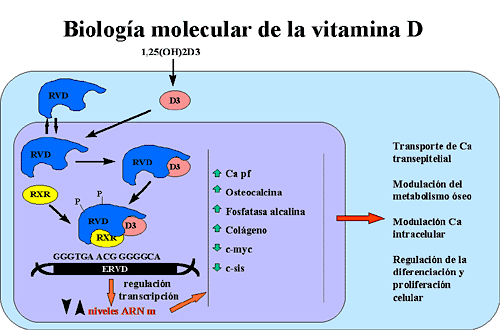 Biología molecular de la vitamina D
1,25(OH)2D3
RVD
D3
RVD
RVD
D3
RXR
P
P
RVD
D3
RXR
GGGTGA ACG GGGGCA
ERVD
regulación
transcripción
niveles ARN m
Ca pf
Osteocalcina
Fosfatasa alcalina
Colágeno
c-myc
c-sis
Transporte de Ca
transepitelial
Modulación del
metabolismo óseo
Modulación Ca
intracelular
Regulación de la
diferenciación y
proliferación
celular